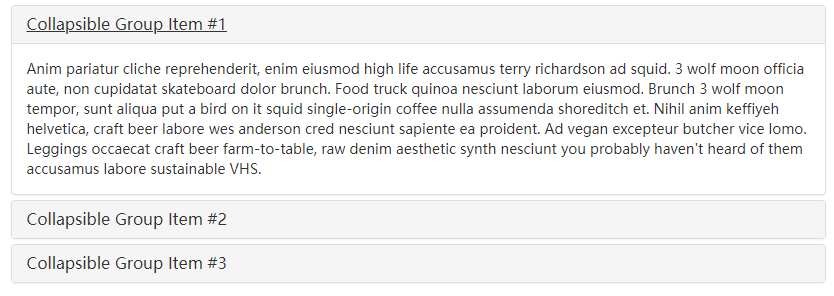 Collapsible Group Item #1
Anim pariatur cliche reprehenderit, enim eiusmod high life accusamus terry richardson ad squid. 3 wolf moon officia
aute, non cupidatat skateboard dolor brunch. Food truck quinoa nesciunt laborum eiusmod. Brunch 3 wolf moon
tempor, sunt aliqua put a bird on it squid single-origin coffee nulla assumenda shoreditch et. Nihil anim keffiyeh
helvetica, craft beer labore wes anderson cred nesciunt sapiente ea proident. Ad vegan excepteur butcher vice lomo.
Leggings occaecat craft beer farm-to-table, raw denim aesthetic synth nesciunt you probably haven't heard of them
accusamus labore sustainable VHS.
Collapsible Group Item #2
Collapsible Group Item #3